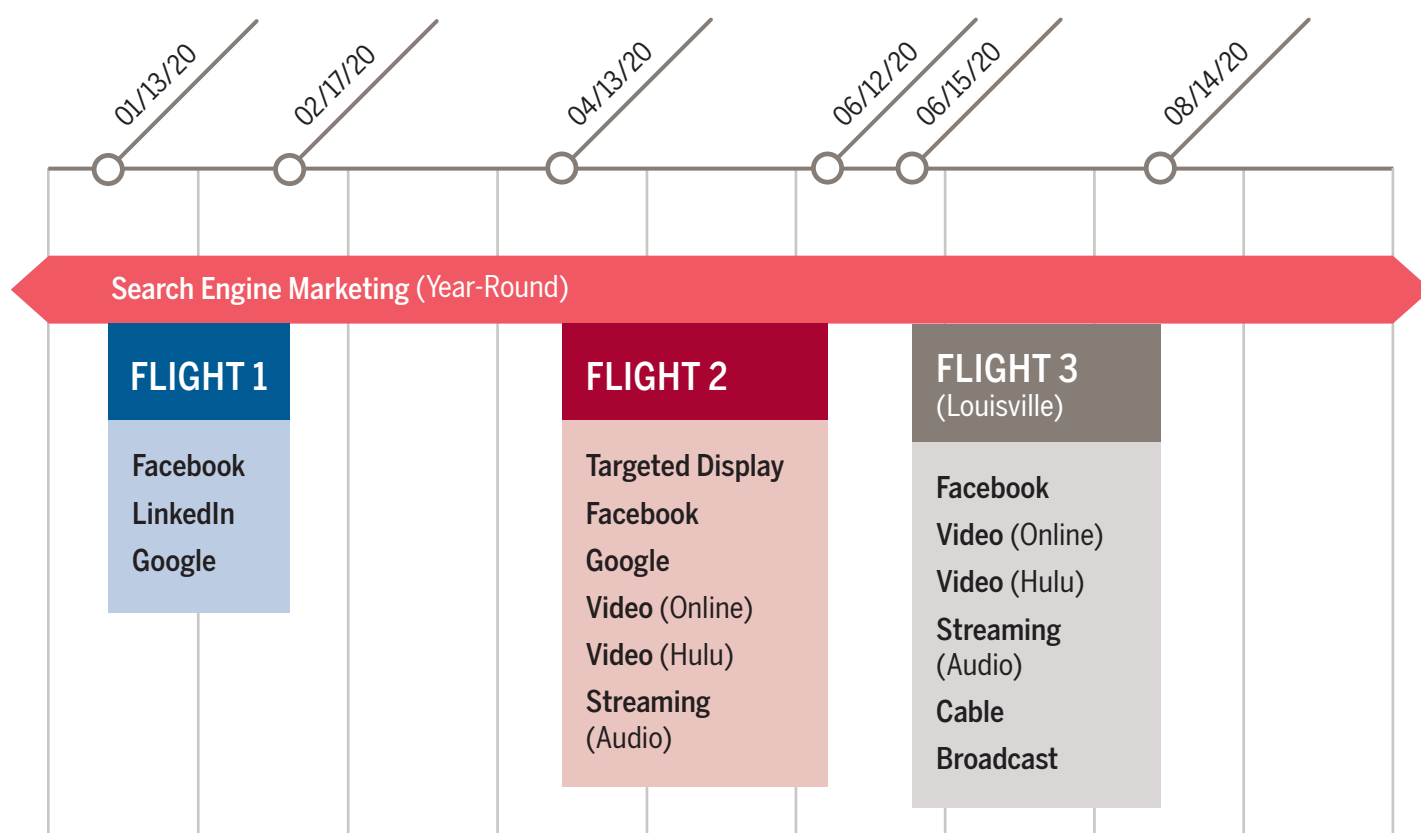 01/13/20
02/17/20
04/13/20
06/12/20
06/15/20
08/14/20
Search Engine Marketing (Year-Round)
FLIGHT 1
Facebook
LinkedIn
Google
FLIGHT 2
Targeted Display
Facebook
Google
Video (Online)
Video (Hulu)
Streaming
(Audio)
FLIGHT 3
(Louisville)
Facebook
Video (Online)
Video (Hulu)
Streaming
(Audio)
Cable
Broadcast